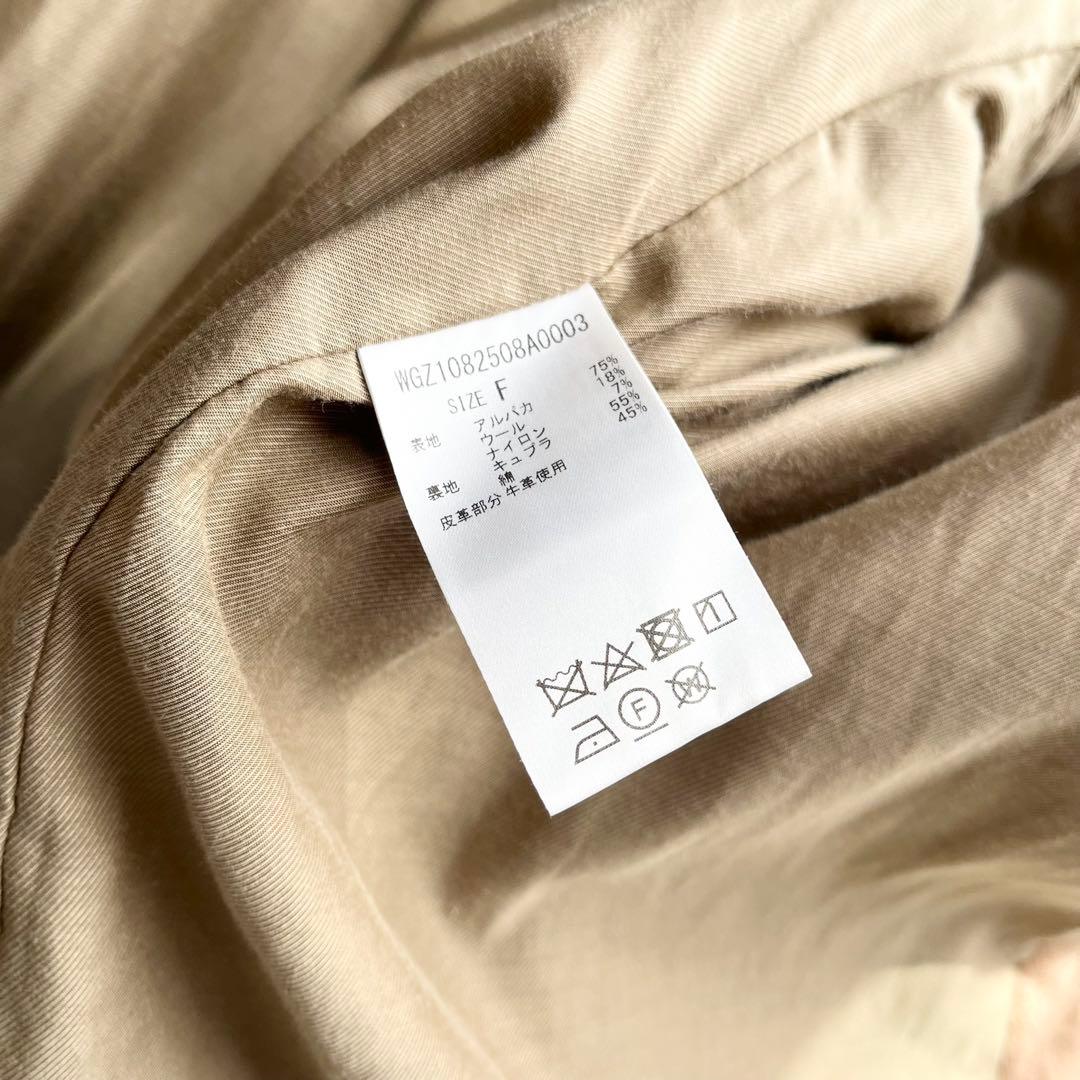 WGZ1082508A0003
SIZE F
表地 アルパカ 75%
ウール 18%
ナイロン 7%
裏地 キュプラ 55%
綿 45%
皮革部分 牛革使用
F
W